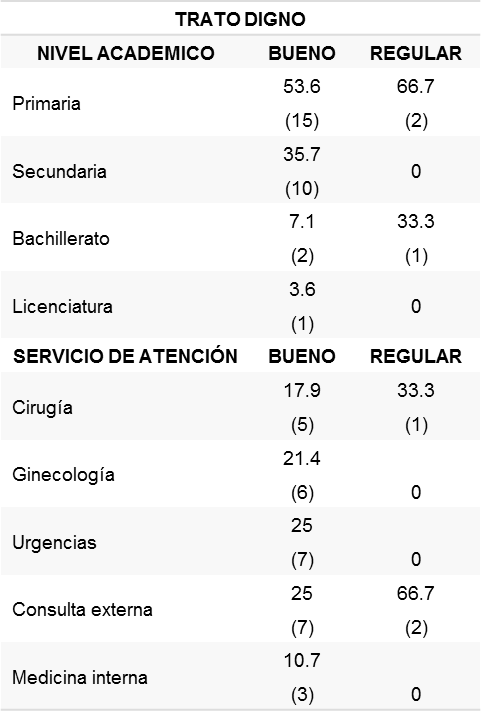 TRATO DIGNO
NIVEL ACADEMICO BUENO REGULAR
Primaria 53.6 66.7
(15) (2)
Secundaria 35.7 0
(10)
Bachillerato 7.1 33.3
(2) (1)
Licenciatura 3.6 0
(1)
SERVICIO DE ATENCIÓN BUENO REGULAR
Cirugía 17.9 33.3
(5) (1)
Ginecología 21.4
(6) 0
Urgencias 25
(7) 0
Consulta externa 25 66.7
(7) (2)
Medicina interna 10.7
(3) 0